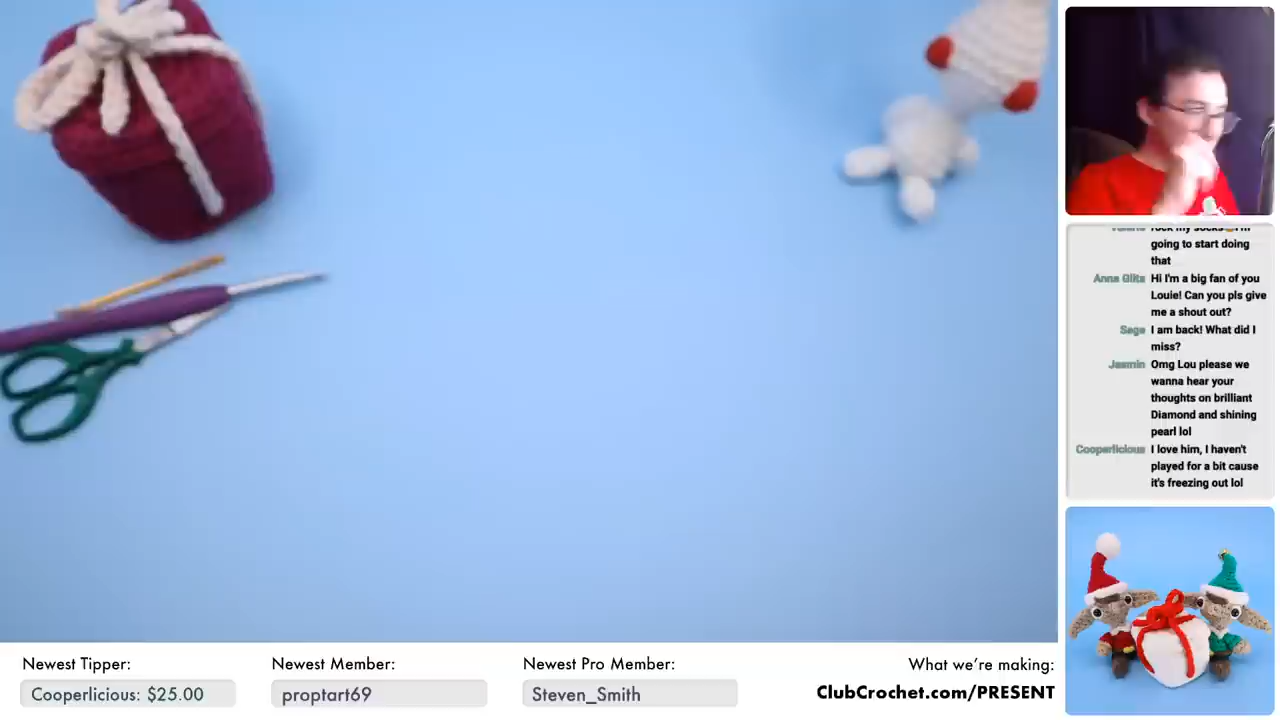 going to start doing
that
Anna Glitz Hi I'm a big fan of you
Louie! Can you pls give
me a shout out?
Sage I am back! What did I
miss?
Jasmin Omg Lou please we
wanna hear your
thoughts on brilliant
Diamond and shining
pearl lol
Cooperlicious I love him, I haven't
played for a bit cause
it's freezing out lol
Newest Tipper:
Cooperlicious: $25.00
Newest Member:
proptart69
Newest Pro Member:
Steven_Smith
What we're making:
ClubCrochet.com/PRESENT